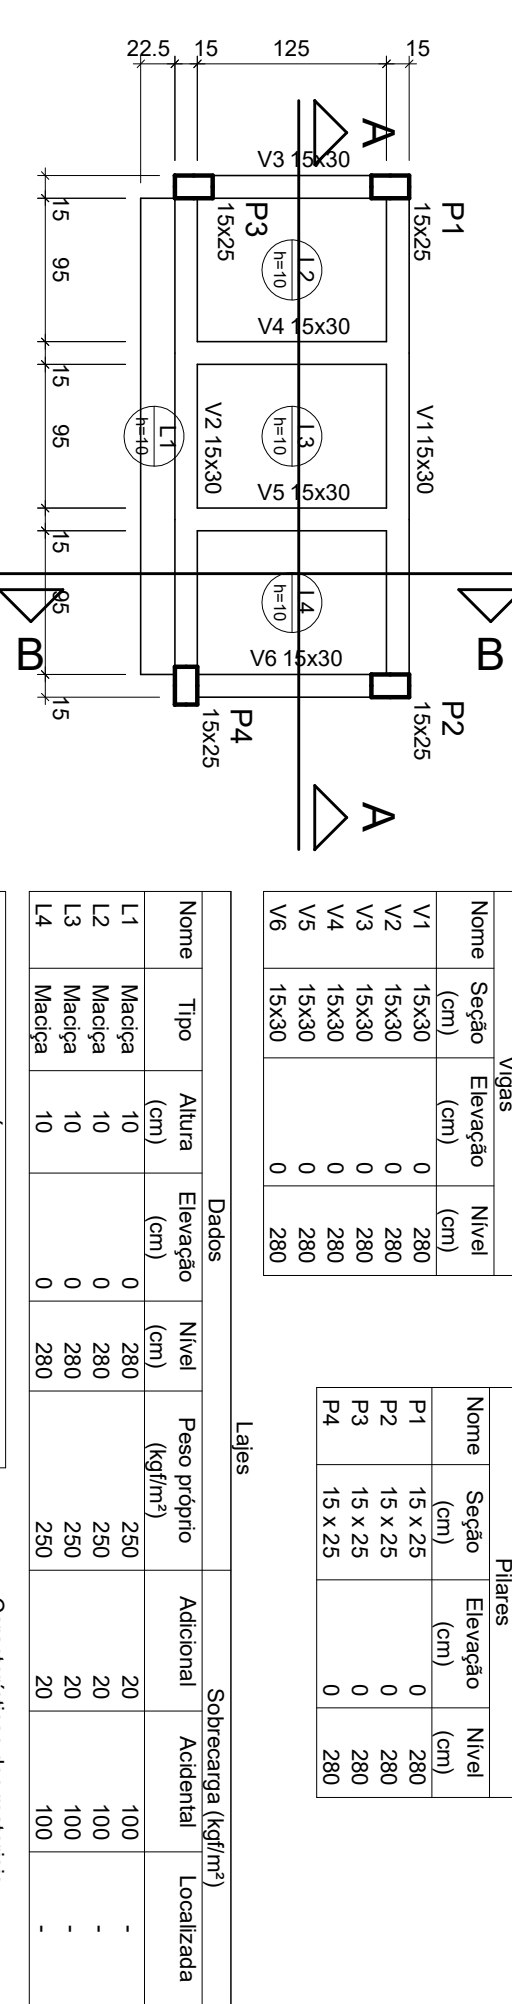 22.5 15 125 15
A
V3 15x30
P1
15x25
P3
15x25
L2
h=10
V4 15x30
V1 15x30
V2 15x30
L3
h=10
L1
h=10
V5 15x30
L4
h=10
V6 15x30
P2
15x25
P4
15x25
15
95
15
95
15
95
15
B
B
A
Vigas
Nome Seção (cm) Elevação (cm) Nível (cm)
V1 15x30 0 280
V2 15x30 0 280
V3 15x30 0 280
V4 15x30 0 280
V5 15x30 0 280
V6 15x30 0 280
Pilares
Nome Seção (cm) Elevação (cm) Nível (cm)
P1 15 x 25 0 280
P2 15 x 25 0 280
P3 15 x 25 0 280
P4 15 x 25 0 280
Lajes
Dados Sobrecarga (kgf/m²)
Nome Tipo Altura (cm) Elevação (cm) Nível (cm) Peso próprio (kgf/m²) Adicional Acidental Localizada
L1 Maciça 10 0 280 250 20 100 -
L2 Maciça 10 0 280 250 20 100 -
L3 Maciça 10 0 280 250 20 100 -
L4 Maciça 10 0 280 250 20 100 -